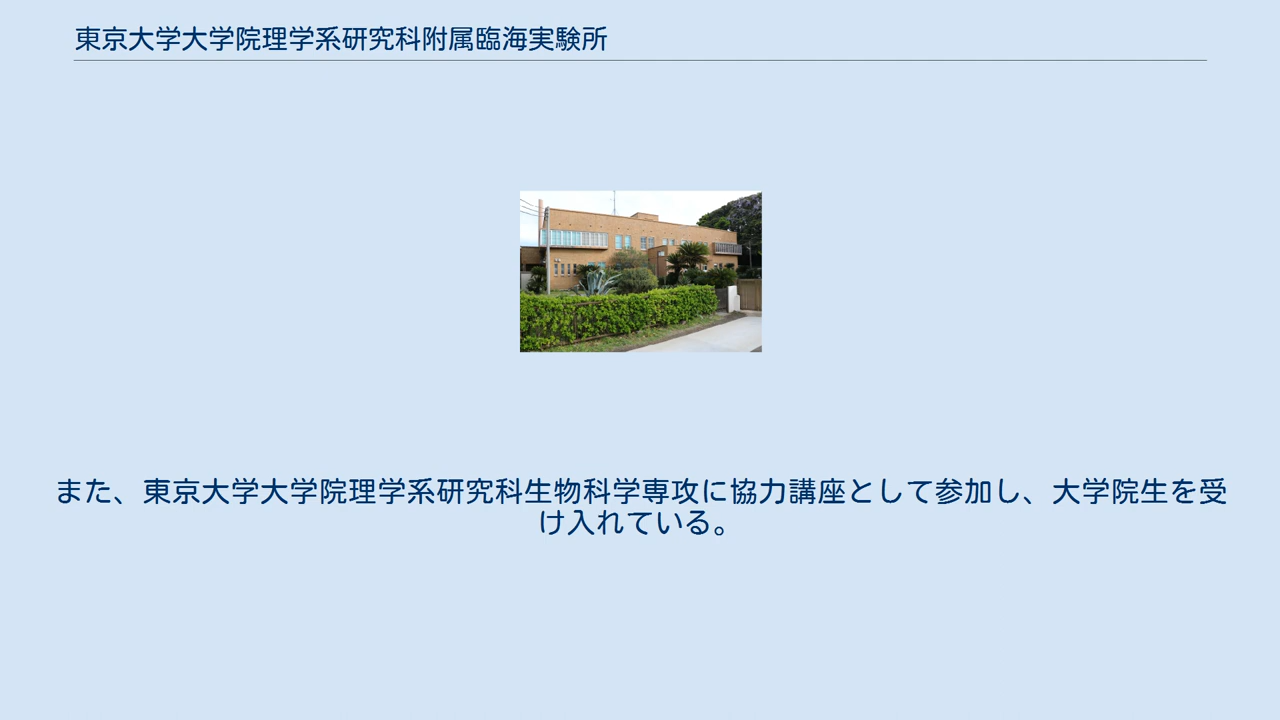 東京大学大学院理学系研究科附属臨海実験所
また、東京大学大学院理学系研究科生物科学専攻に協力講座として参加し、大学院生を受
け入れている。